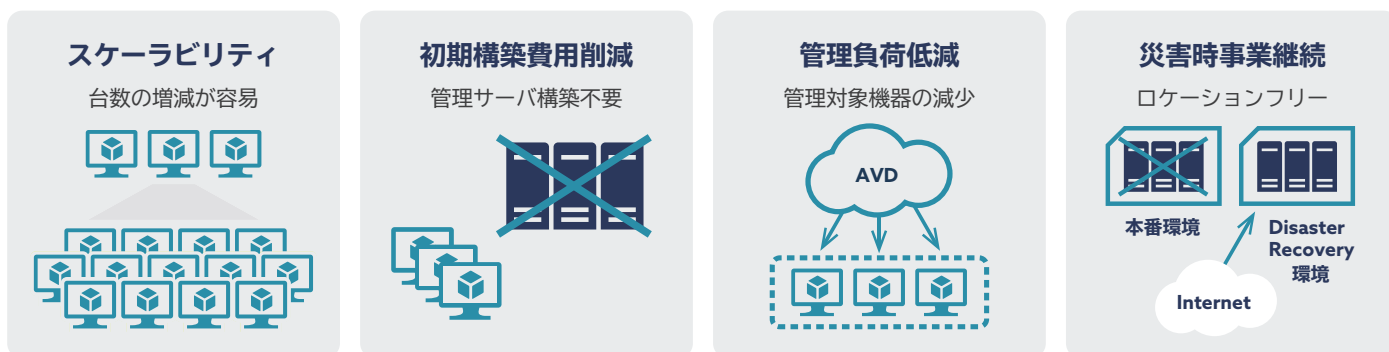 スケーラビリティ
台数の増減が容易
初期構築費用削減
管理サーバ構築不要
管理負荷低減
管理対象機器の減少
AVD
災害時事業継続
ロケーションフリー
本番環境
Disaster
Recovery
環境
Internet